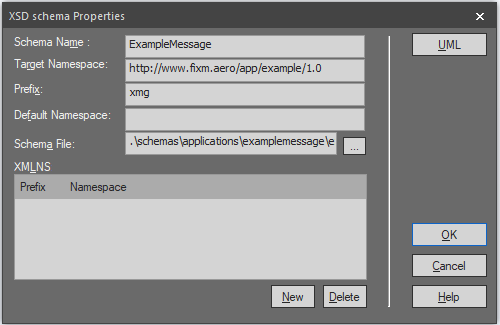 XSD schema Properties
Schema Name : ExampleMessage
UML
Target Namespace: http://www.fixm.aero/app/example/1.0
Prefix: xmg
Default Namespace:
Schema File: .\schemas\applications\examplemessage\e ...
XMLNS
Prefix Namespace
OK
Cancel
New Delete Help